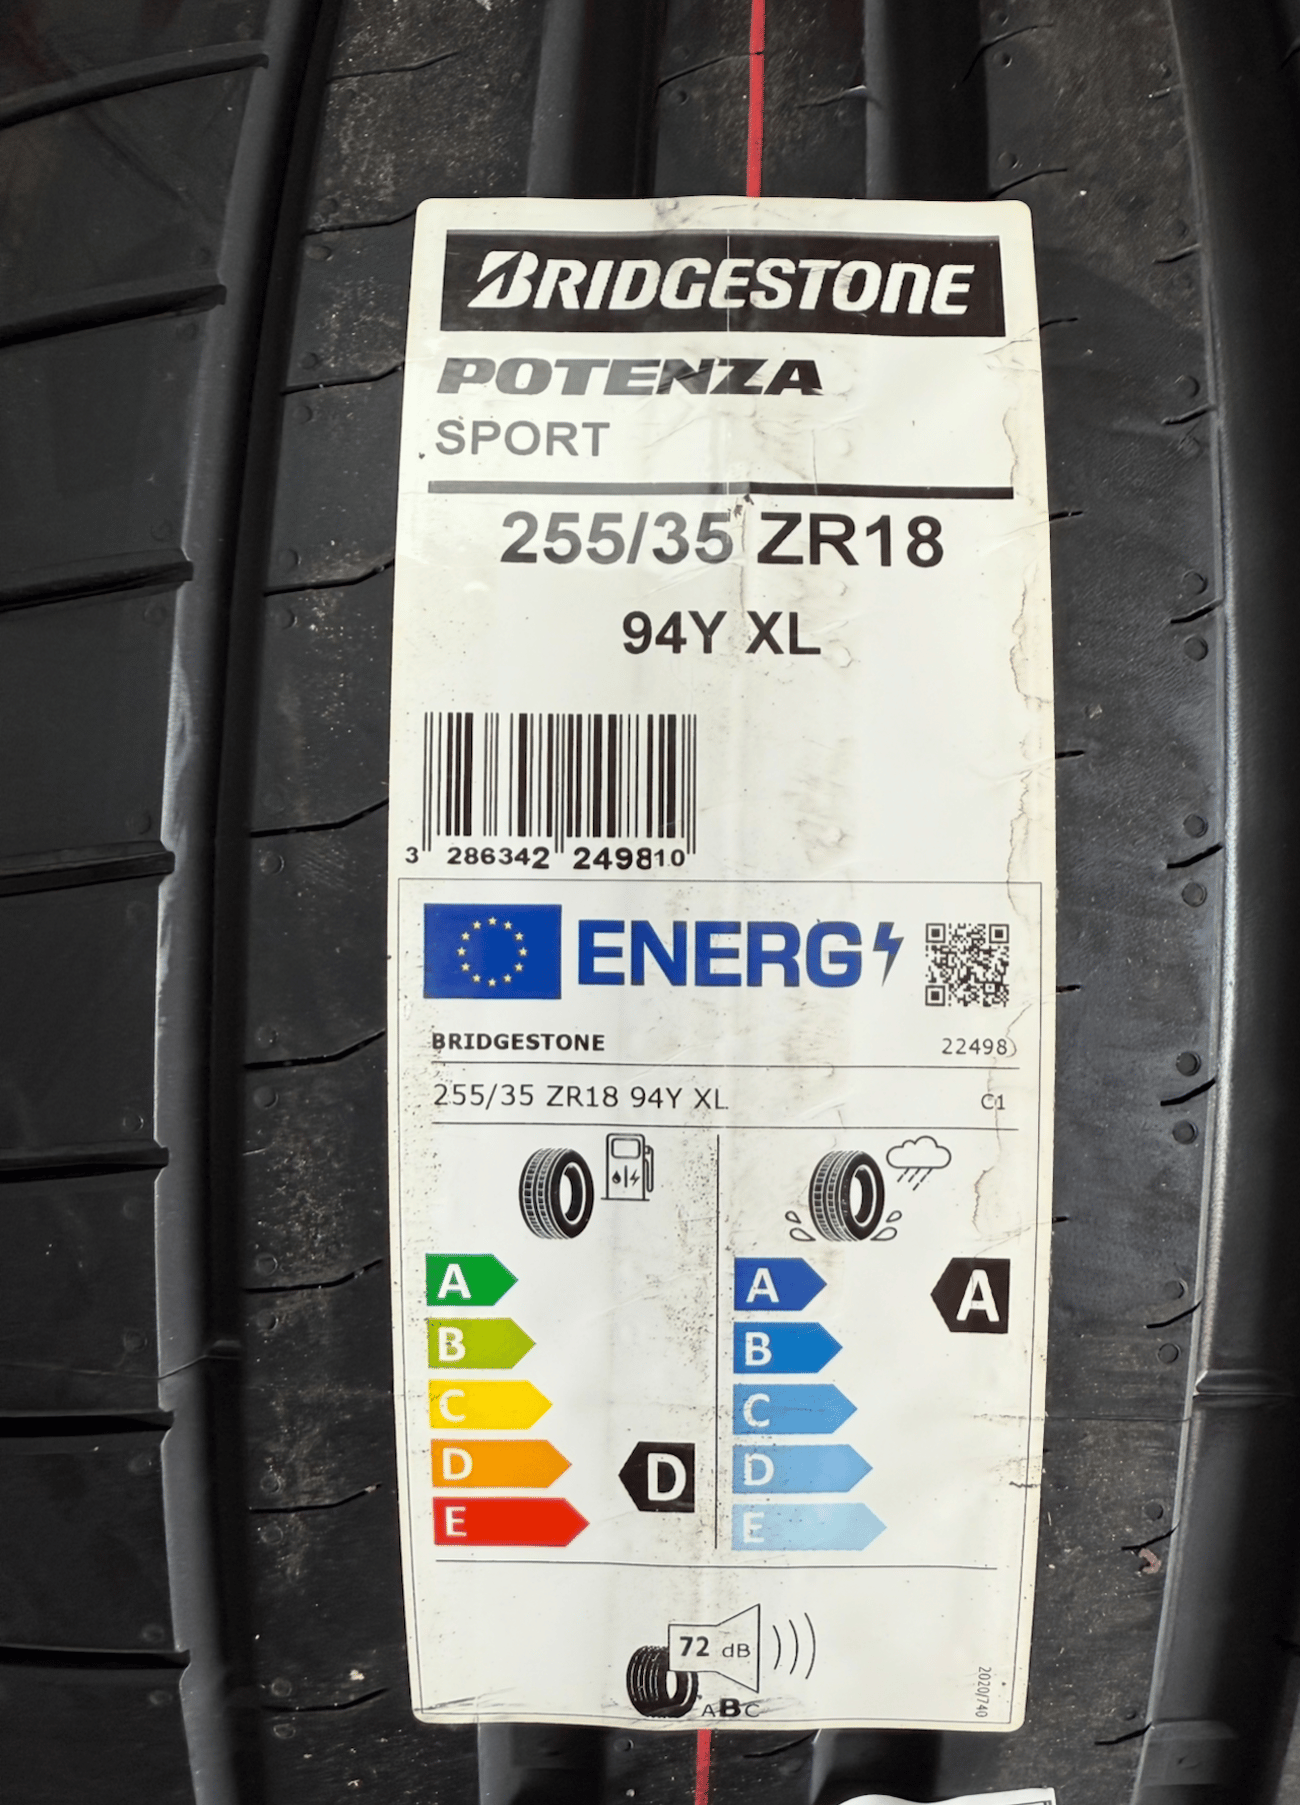 BRIDGESTONE
POTENZA
SPORT
255/35 ZR18
94Y XL
3 286342 249810
ENERG
BRIDGESTONE 22498
255/35 ZR18 94Y XL C1
A A A
B B
C C
D D D
E E
72 dB
ABC
2020/740